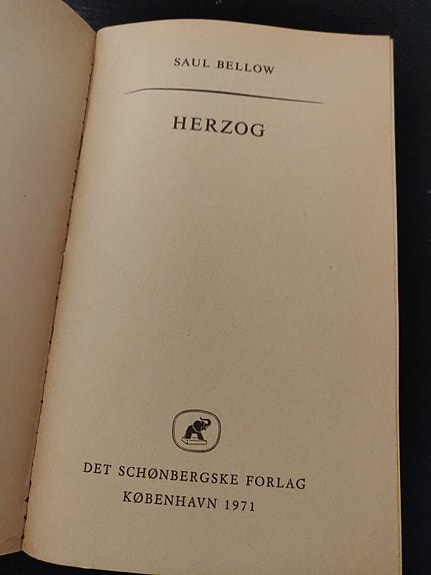 SAUL BELLOW
HERZOG
DET SCHØNBERGSKE FORLAG
KØBENHAVN 1971